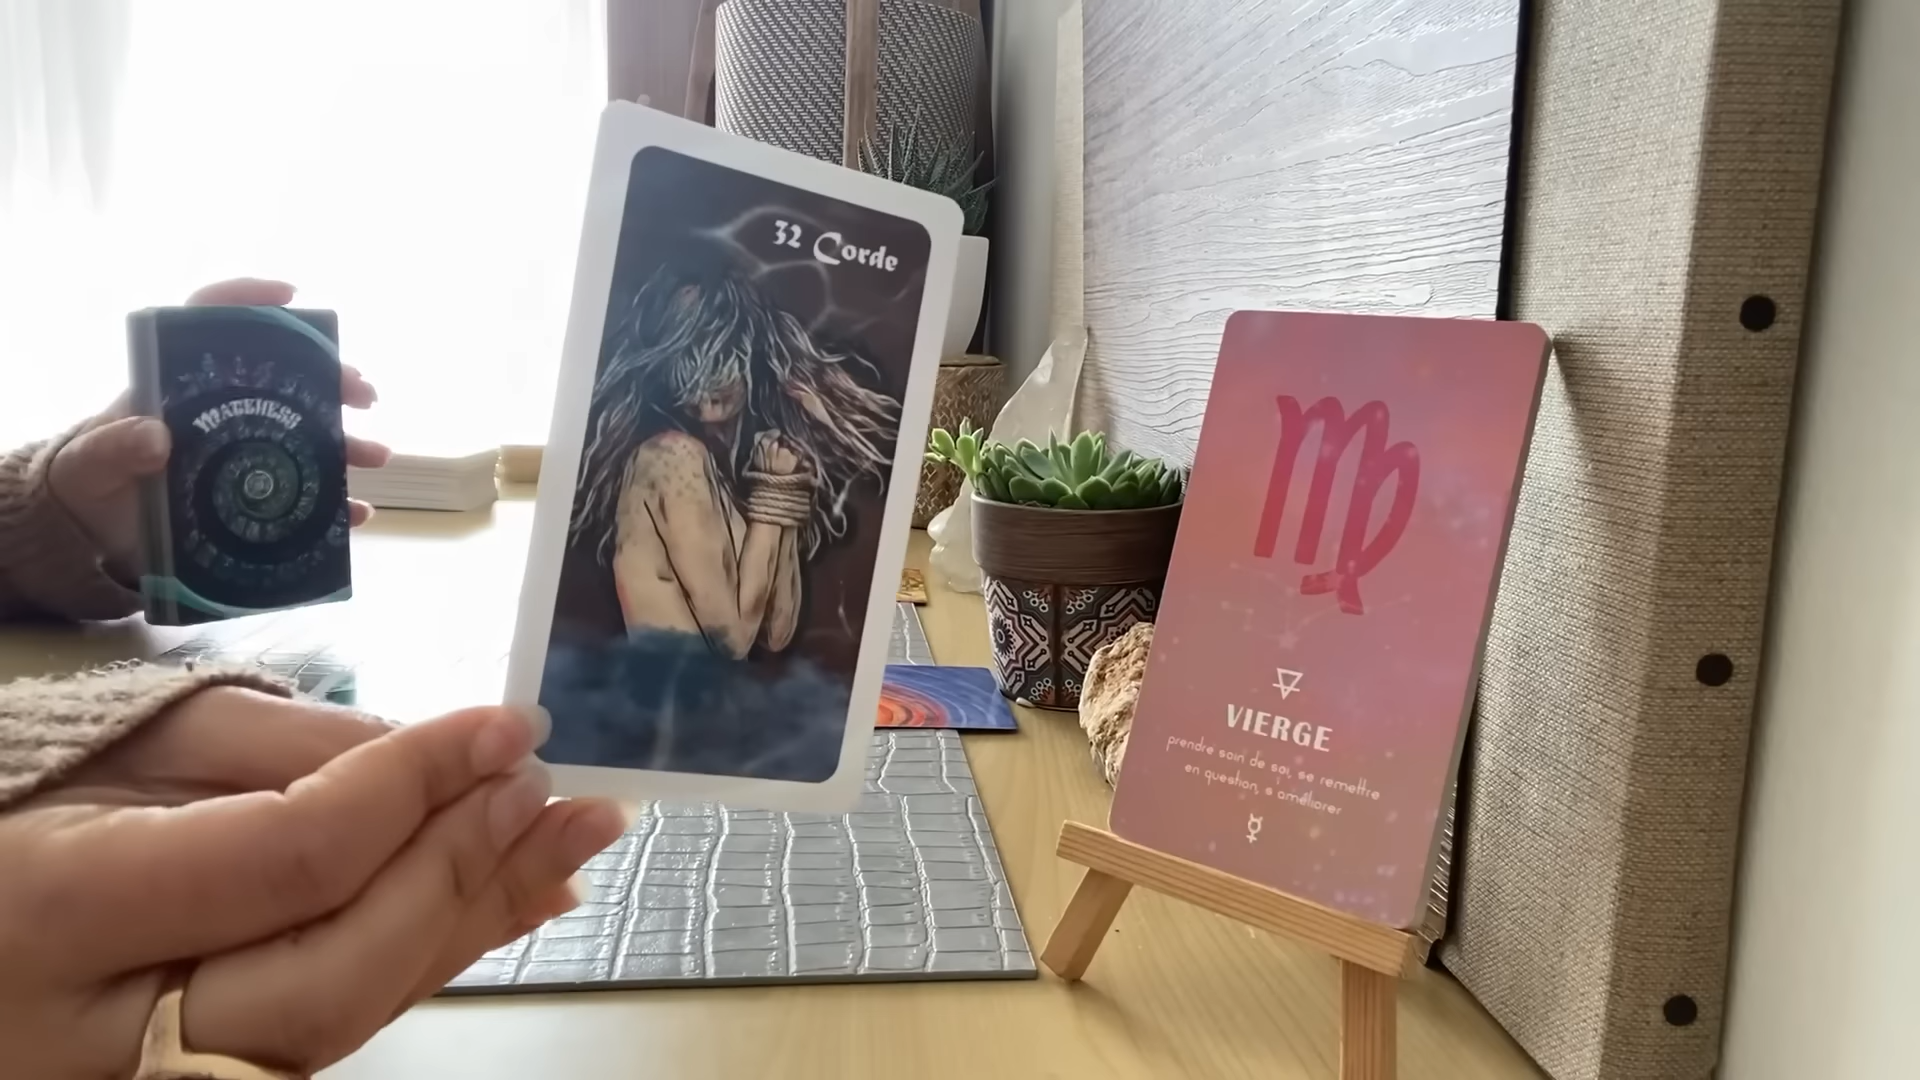 32 Corde
VIERGE
prendre soin de soi, se remettre
en question, s améliorer